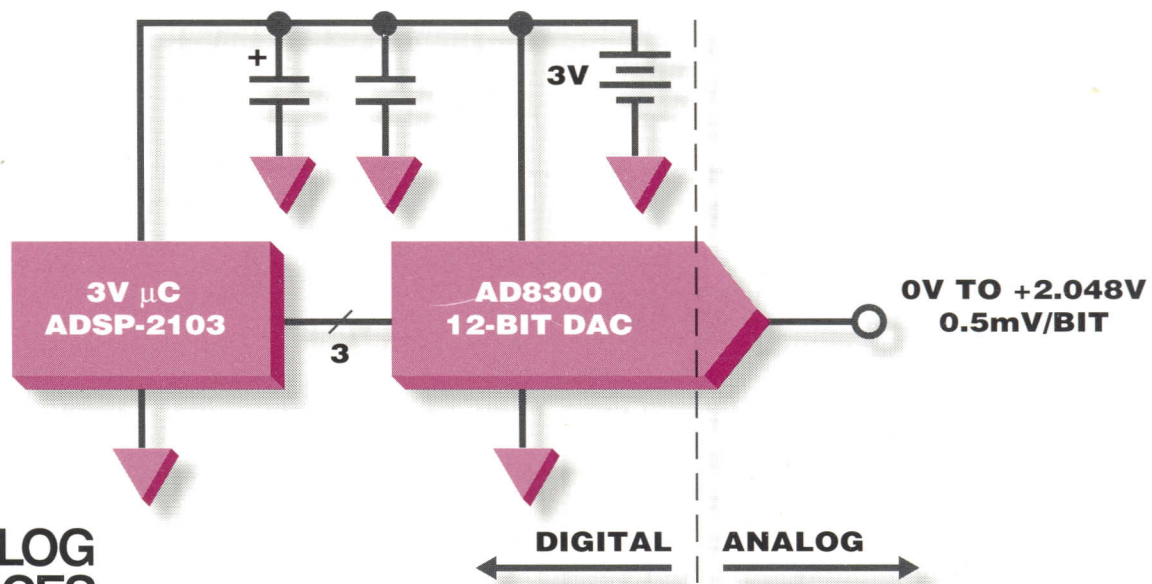 +
3V
3V µC
ADSP-2103
3
AD8300
12-BIT DAC
0V TO +2.048V
0.5mV/BIT
DIGITAL
ANALOG